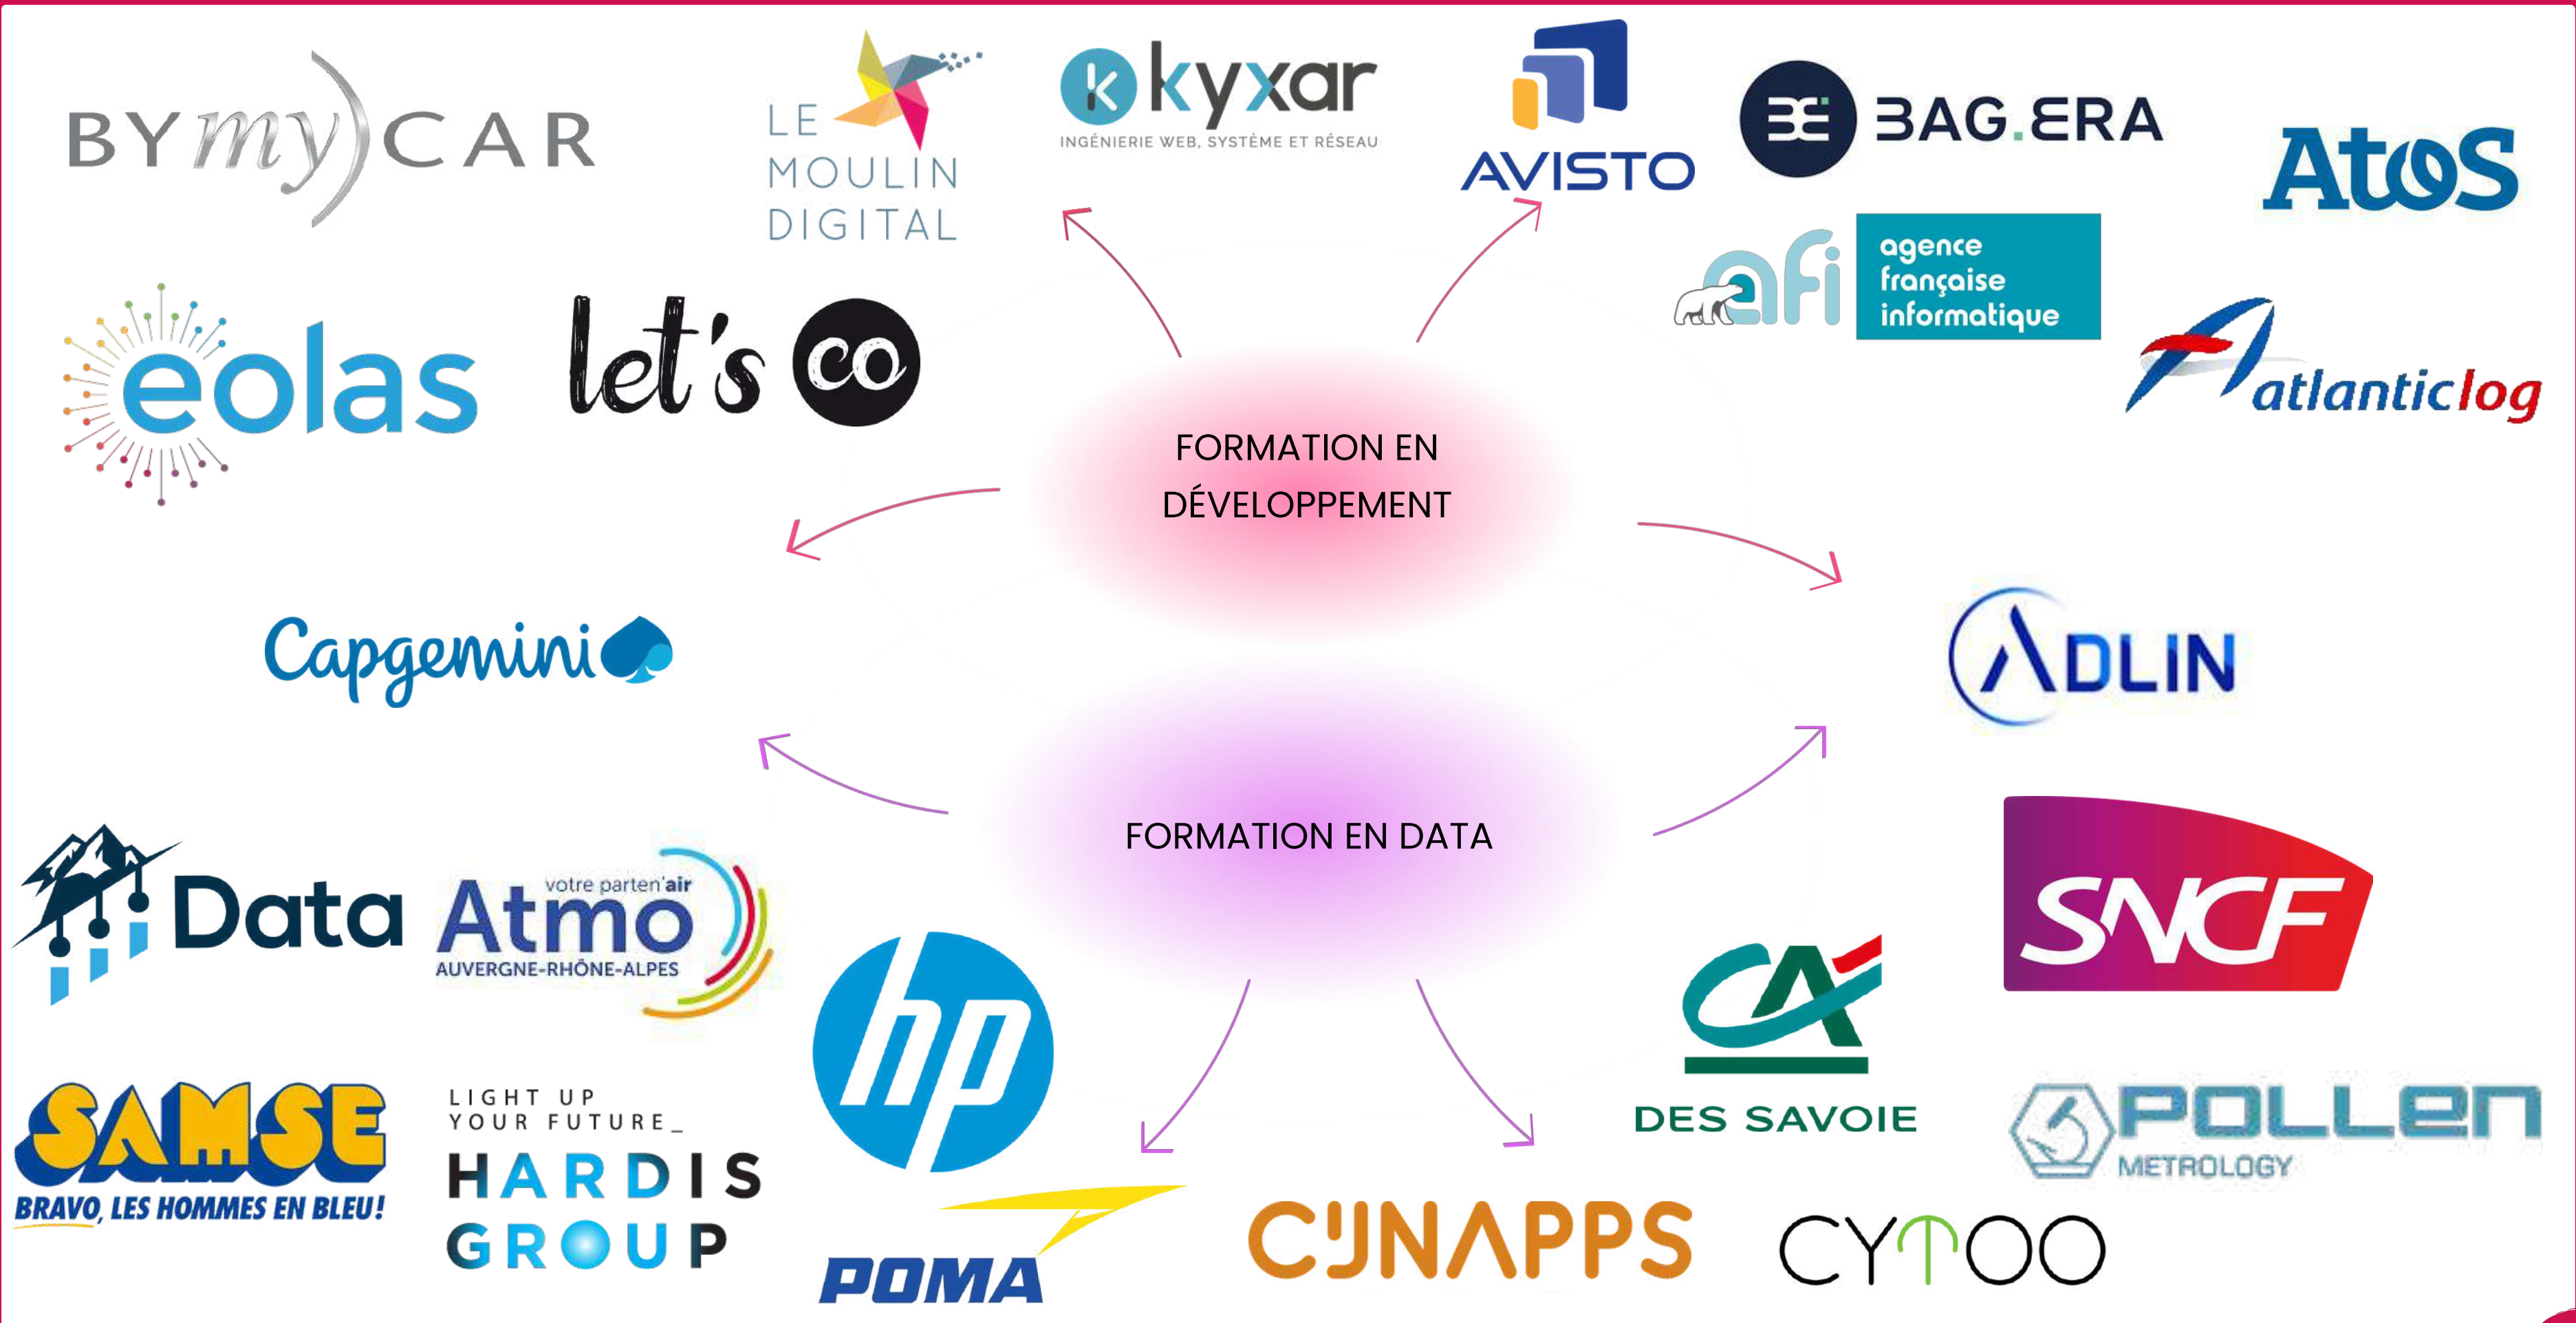 BYmy)CAR
LE
MOULIN
DIGITAL
k kyxar
INGÉNIERIE WEB, SYSTÈME ET RÉSEAU
AVISTO
BAG.ERA
Atos
afi
agence
française
informatique
atlanticlog
eolas
let's co
FORMATION EN
DÉVELOPPEMENT
Capgemini
ADLIN
FORMATION EN DATA
Data
votre parten'air
Atmo
AUVERGNE-RHÔNE-ALPES
hp
CA
DES SAVOIE
SNCF
SAMSE
BRAVO, LES HOMMES EN BLEU!
LIGHT UP
YOUR FUTURE_
HARDIS
GROUP
POMA
CIJNAPPS
POLLEN
METROLOGY
CYTOO